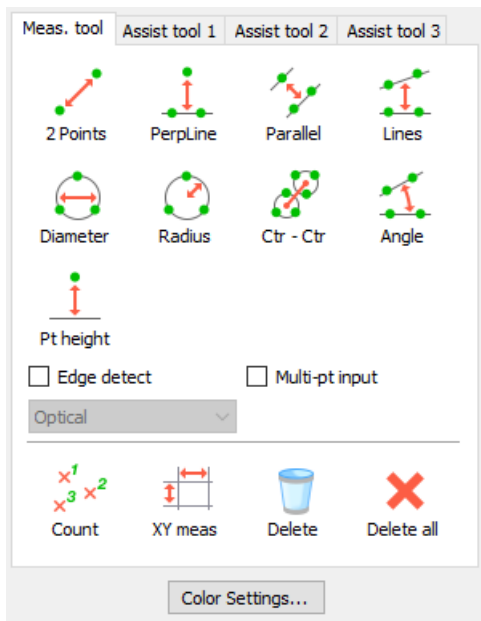 Meas. tool Assist tool 1 Assist tool 2 Assist tool 3
2 Points PerpLine Parallel Lines
Diameter Radius Ctr - Ctr Angle
Pt height
Edge detect Multi-pt input
Optical
1 2 3
Count XY meas Delete Delete all
Color Settings...